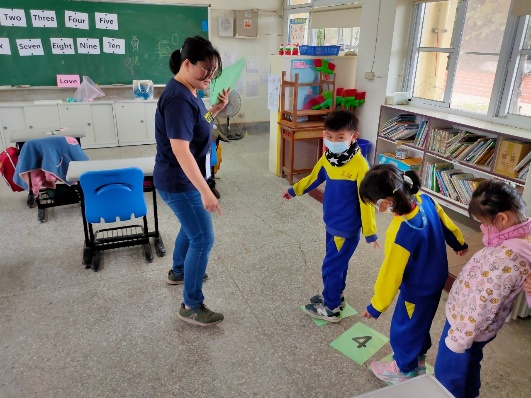 Two Three Four Five
Seven Eight Nine Ten
Love
4